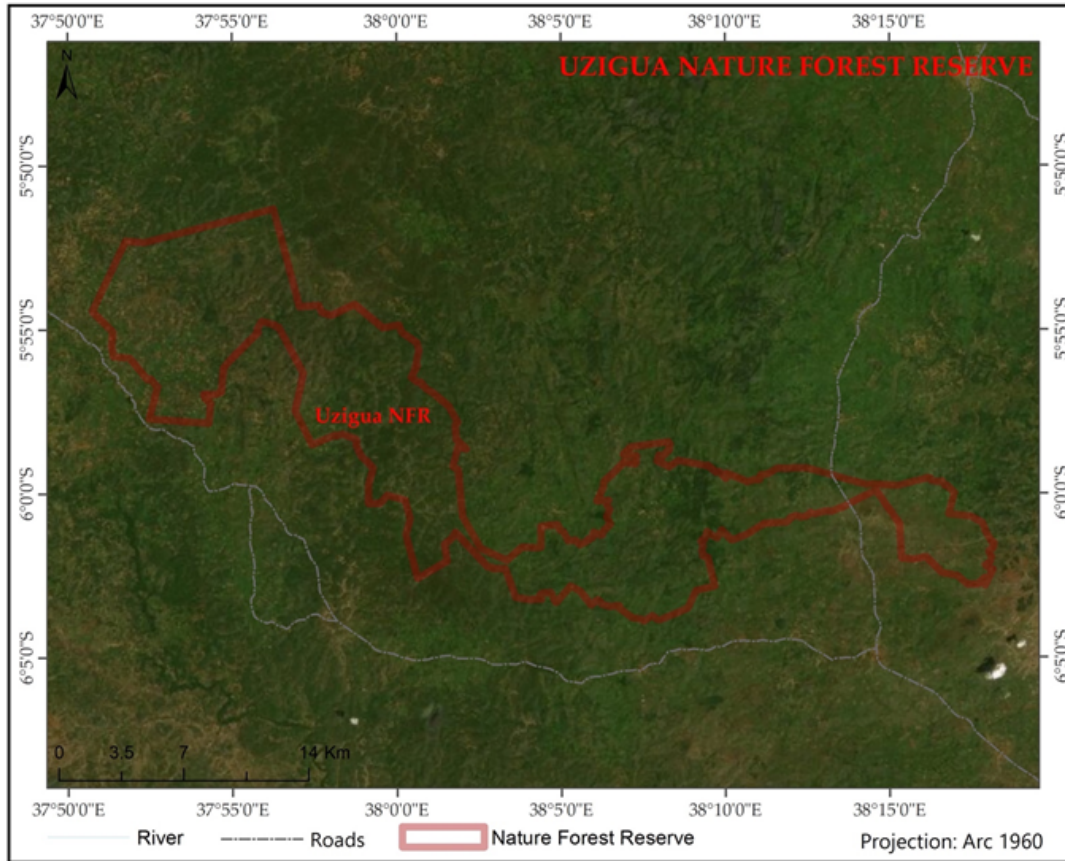 37°50'0"E 37°55'0"E 38°0'0"E 38°5'0"E 38°10'0"E 38°15'0"E
N
UZIGUA NATURE FOREST RESERVE
5°50'0"S 5°50'0"S
5°55'0"S 5°55'0"S
Uzigua NFR
6°0'0"S 6°0'0"S
6°5'0"S 6°5'0"S
0 3.5 7 14 Km
37°50'0"E 37°55'0"E 38°0'0"E 38°5'0"E 38°10'0"E 38°15'0"E
River Roads Nature Forest Reserve Projection: Arc 1960